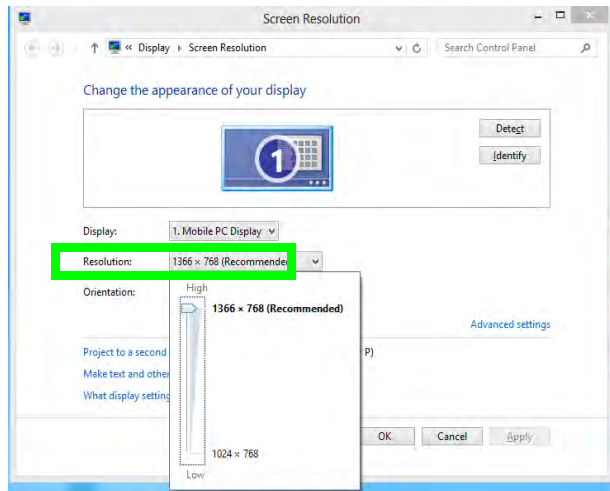 Screen Resolution
« Display Screen Resolution
Search Control Panel
Change the appearance of your display
1
Detect
Identify
Display: 1. Mobile PC Display
Resolution: 1366 × 768 (Recommended
Orientation:
High
1366 × 768 (Recommended)
Advanced settings
Project to a second P)
Make text and other
What display setting
1024 × 768
Low
OK Cancel Apply